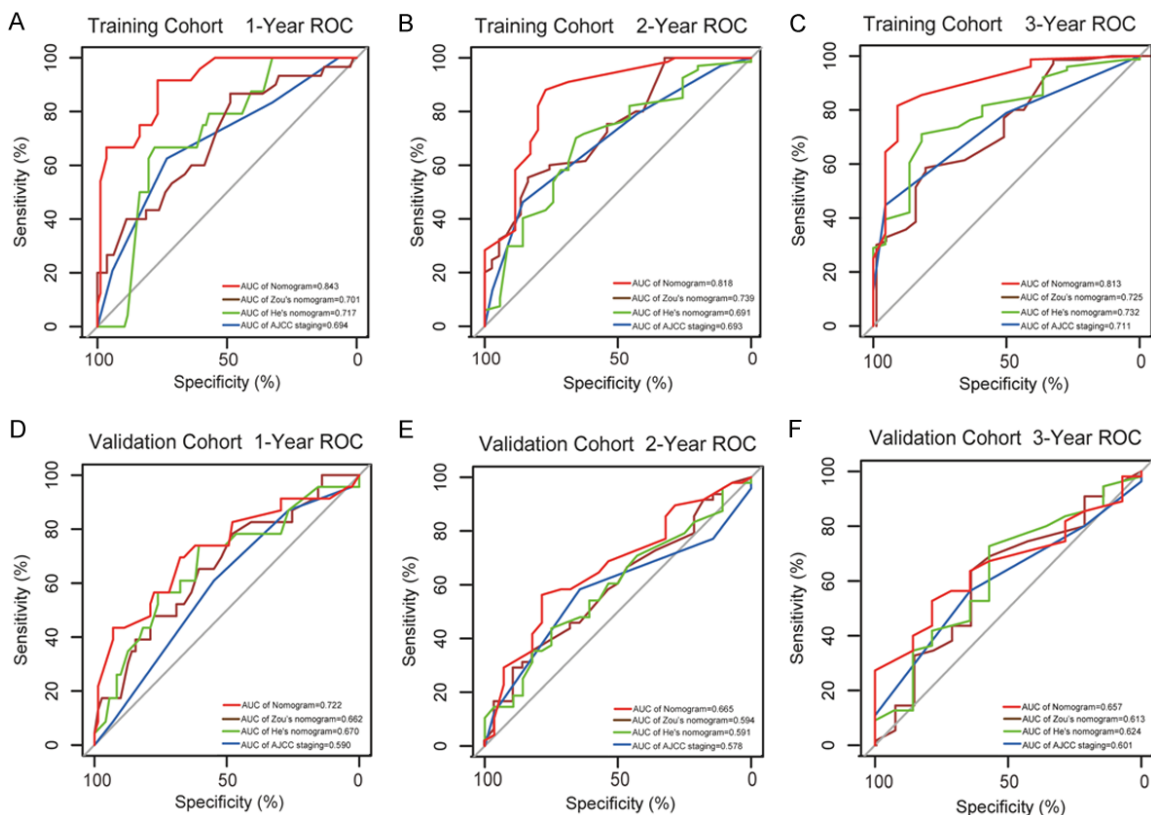 A
Training Cohort 1-Year ROC
Sensitivity (%)
100
80
60
40
20
0
AUC of Nomogram=0.843
AUC of Zou's nomogram=0.701
AUC of He's nomogram=0.717
AUC of AJCC staging=0.694
100
50
0
Specificity (%)
B
Training Cohort 2-Year ROC
Sensitivity (%)
100
80
60
40
20
0
AUC of Nomogram=0.818
AUC of Zou's nomogram=0.739
AUC of He's nomogram=0.691
AUC of AJCC staging=0.693
100
50
0
Specificity (%)
C
Training Cohort 3-Year ROC
Sensitivity (%)
100
80
60
40
20
0
AUC of Nomogram=0.813
AUC of Zou's nomogram=0.725
AUC of He's nomogram=0.732
AUC of AJCC staging=0.711
100
50
0
Specificity (%)
D
Validation Cohort 1-Year ROC
Sensitivity (%)
100
80
60
40
20
0
AUC of Nomogram=0.722
AUC of Zou's nomogram=0.662
AUC of He's nomogram=0.670
AUC of AJCC staging=0.590
100
50
0
Specificity (%)
E
Validation Cohort 2-Year ROC
Sensitivity (%)
100
80
60
40
20
0
AUC of Nomogram=0.665
AUC of Zou's nomogram=0.594
AUC of He's nomogram=0.591
AUC of AJCC staging=0.578
100
50
0
Specificity (%)
F
Validation Cohort 3-Year ROC
Sensitivity (%)
100
80
60
40
20
0
AUC of Nomogram=0.657
AUC of Zou's nomogram=0.613
AUC of He's nomogram=0.624
AUC of AJCC staging=0.601
100
50
0
Specificity (%)